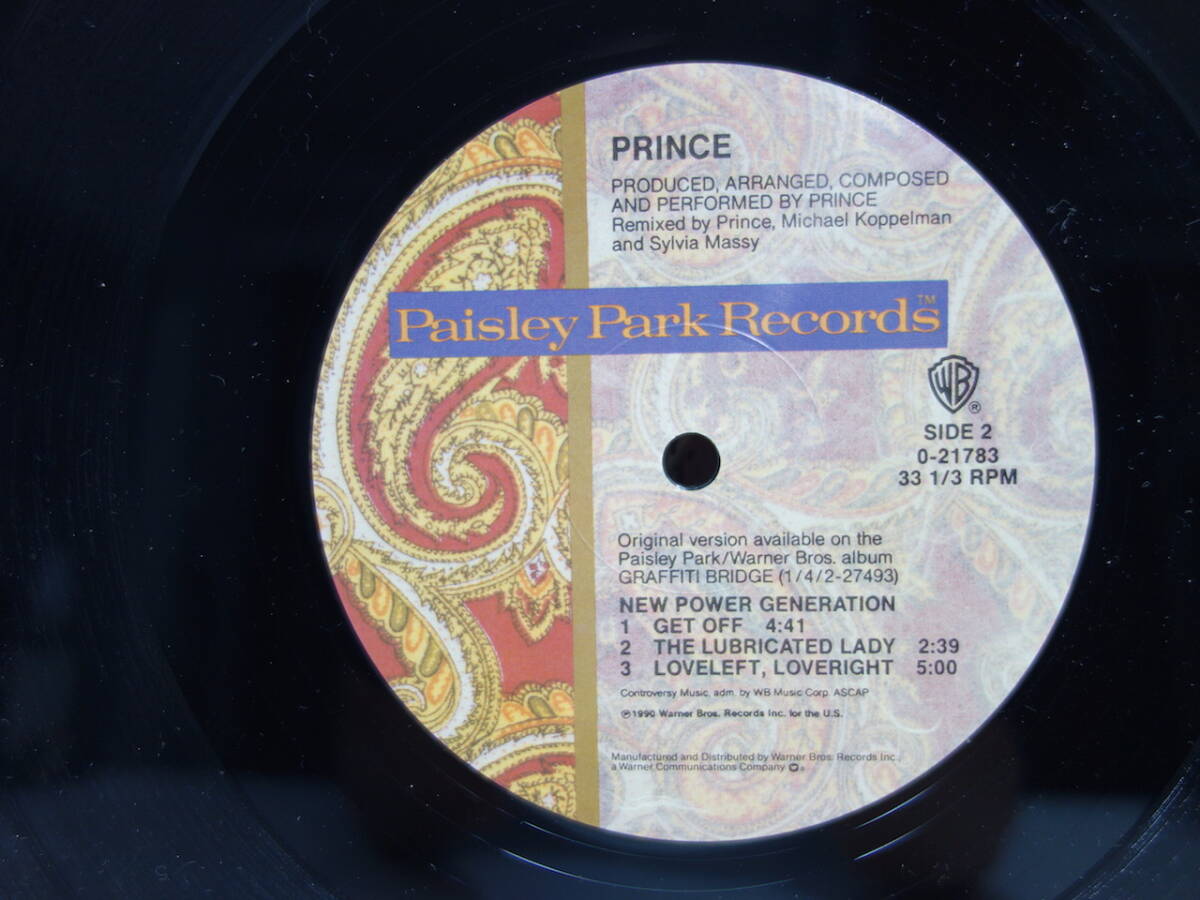 PRINCE
PRODUCED, ARRANGED, COMPOSED
AND PERFORMED BY PRINCE
Remixed by Prince, Michael Koppelman
and Sylvia Massy
Paisley Park Records™
WB®
SIDE 2
0-21783
33 1/3 RPM
Original version available on the
Paisley Park/Warner Bros. album
GRAFFITI BRIDGE (1/4/2-27493)
NEW POWER GENERATION
1 GET OFF 4:41
2 THE LUBRICATED LADY 2:39
3 LOVELEFT, LOVERIGHT 5:00
Controversy Music, adm. by WB Music Corp. ASCAP
℗1990 Warner Bros. Records Inc. for the U.S.
Manufactured and Distributed by Warner Bros. Records Inc.,
a Warner Communications Company